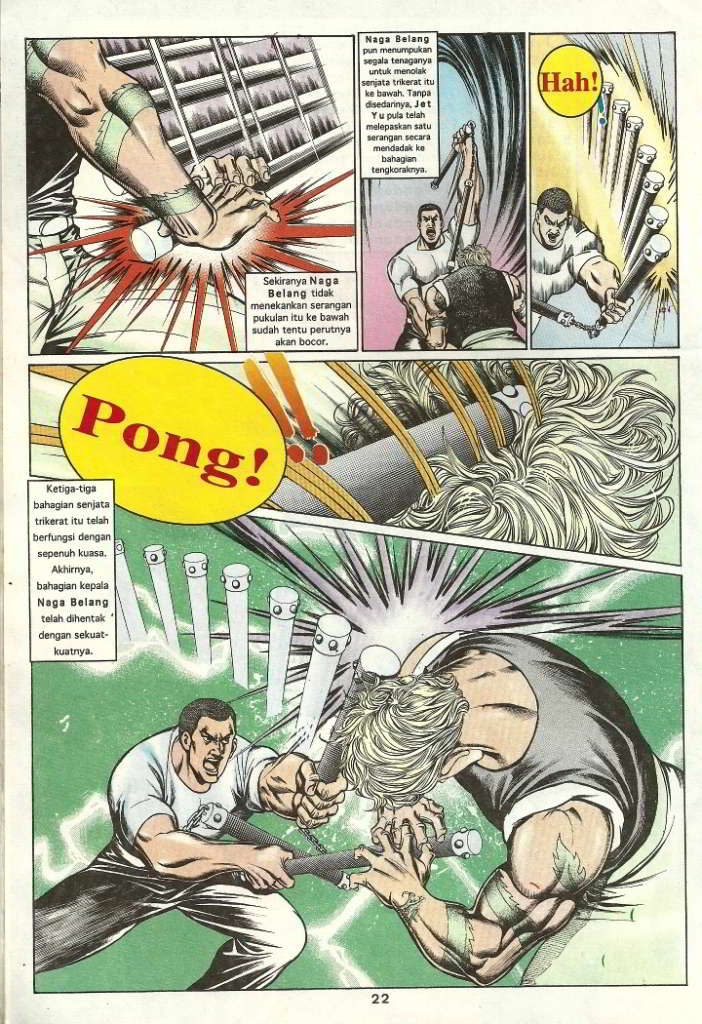 Sekiranya Naga
Belang tidak
menekankan serangan
pukulan itu ke bawah
sudah tentu perutnya
akan bocor.
Naga Belang
pun menumpukan
segala tenaganya
untuk menolak
senjata trikerat itu
ke bawah. Tanpa
disedarinya, Jet
Yu pula telah
melepaskan satu
serangan secara
mendadak ke
bahagian
tengkoraknya.
Hah!
Pong!
!!
Ketiga-tiga
bahagian senjata
trikerat itu telah
berfungsi dengan
sepenuh kuasa.
Akhirnya,
bahagian kepala
Naga Belang
telah dihentak
dengan sekuat-
kuatnya.
22